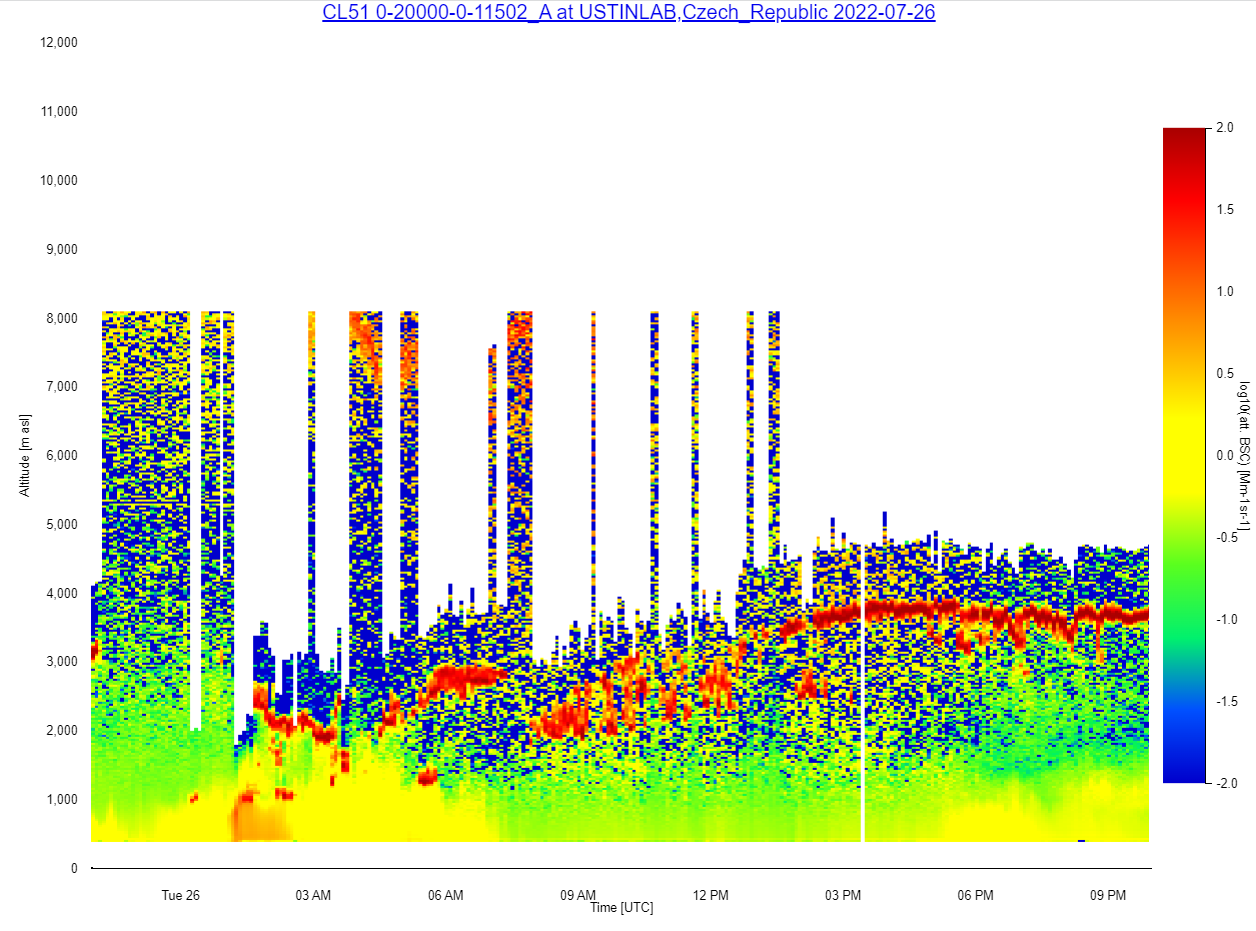 CL51 0-20000-0-11502_A at USTINLAB,Czech_Republic 2022-07-26
12,000
11,000
10,000
9,000
8,000
7,000
6,000
5,000
4,000
3,000
2,000
1,000
0
Altitude [m asl]
Tue 26
03 AM
06 AM
09 AM
12 PM
03 PM
06 PM
09 PM
Time [UTC]
2.0
1.5
1.0
0.5
0.0
-0.5
-1.0
-1.5
-2.0
log10(att. BSC) [Mm-1sr-1]